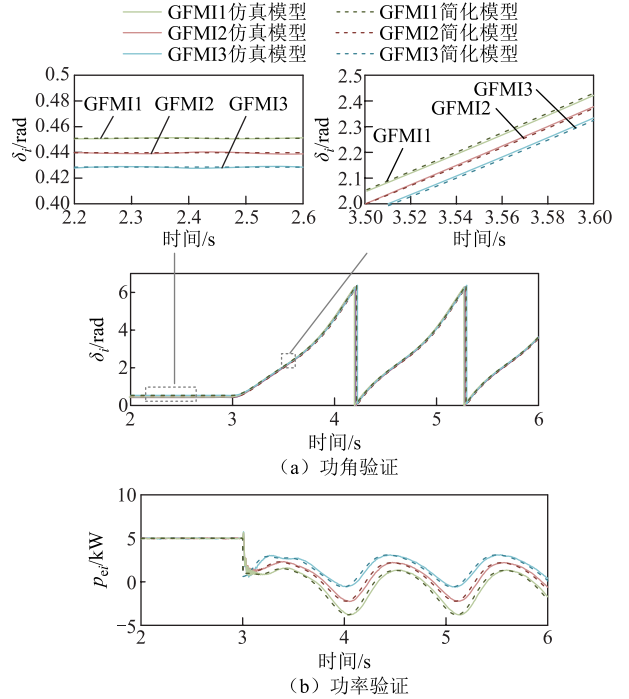 GFMI1仿真模型 GFMI1简化模型
GFMI2仿真模型 GFMI2简化模型
GFMI3仿真模型 GFMI3简化模型
0.5
0.48
0.46
0.44
0.42
0.40
δi/rad
GFMI1 GFMI2 GFMI3
2.2 2.3 2.4 2.5 2.6
时间/s
2.5
2.4
2.3
2.2
2.1
2.0
δi/rad
GFMI3
GFMI2
GFMI1
3.50 3.52 3.54 3.56 3.58 3.60
时间/s
6
4
2
0
δi/rad
2 3 4 5 6
时间/s
（a）功角验证
10
5
0
−5
pei/kW
2 3 4 5 6
时间/s
（b）功率验证